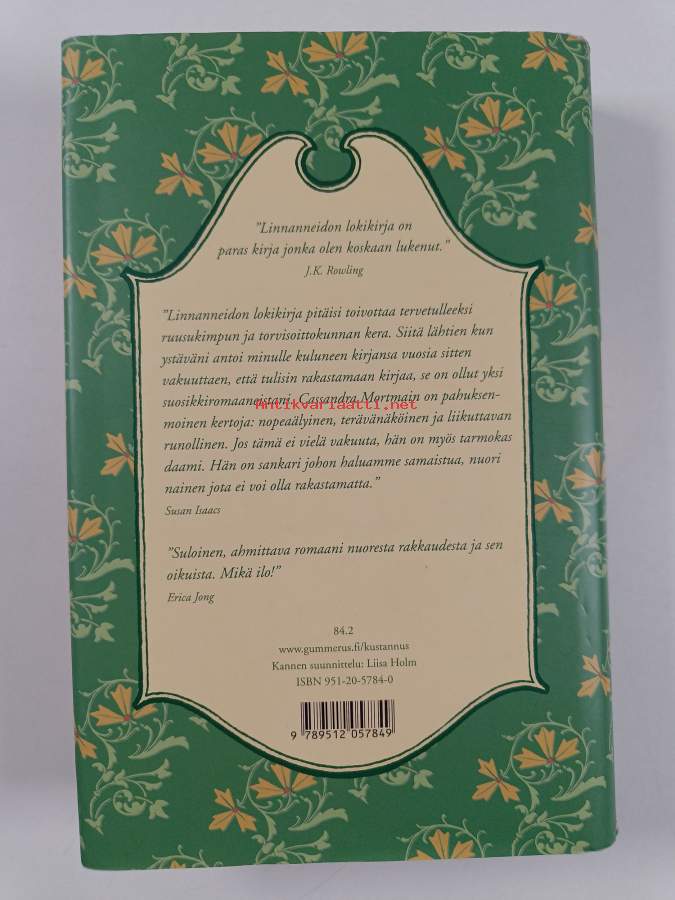 ”Linnanneidon lokikirja on
paras kirja jonka olen koskaan lukenut.”
J.K. Rowling
”Linnanneidon lokikirja pitäisi toivottaa tervetulleeksi
ruusukimpun ja torvisoittokunnan kera. Siitä lähtien kun
ystäväni antoi minulle kuluneen kirjansa vuosia sitten
vakuuttaen, että tulisin rakastamaan kirjaa, se on ollut yksi
suosikkiromaaneistani. Cassandra Mortmain on pahuksen-
Antikvariaatti.net
moinen kertoja: nopeaälyinen, terävänäköinen ja liikuttavan
runollinen. Jos tämä ei vielä vakuuta, hän on myös tarmokas
daami. Hän on sankari johon haluamme samaistua, nuori
nainen jota ei voi olla rakastamatta.”
Susan Isaacs
”Suloinen, ahmittava romaani nuoresta rakkaudesta ja sen
oikuista. Mikä ilo!”
Erica Jong
84.2
www.gummerus.fi/kustannus
Kannen suunnittelu: Liisa Holm
ISBN 951-20-5784-0
9 789512 057849